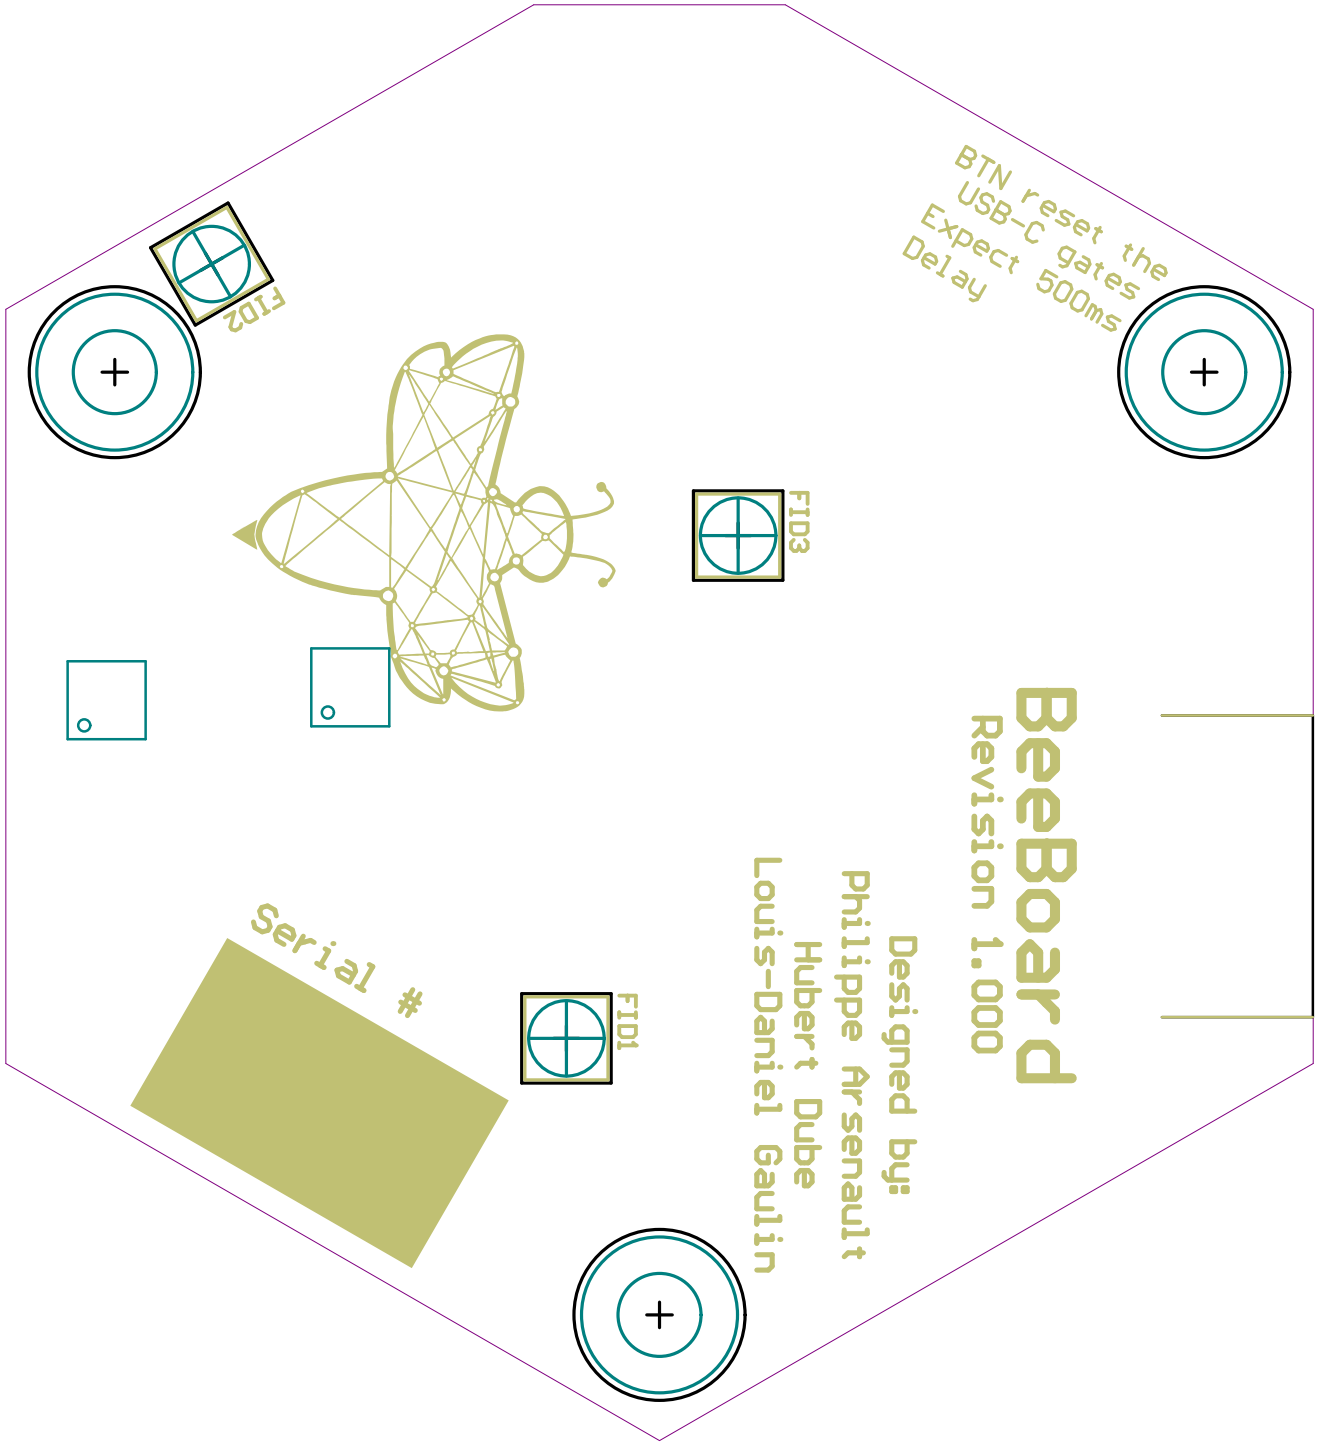 BTN reset the
USB-C gates
Expect 500ms
Delay
FID2
FID3
BeeBoard
Revision 1.000
Designed by:
Philippe Arsenault
Hubert Dube
Louis-Daniel Gaulin
Serial #
FID1